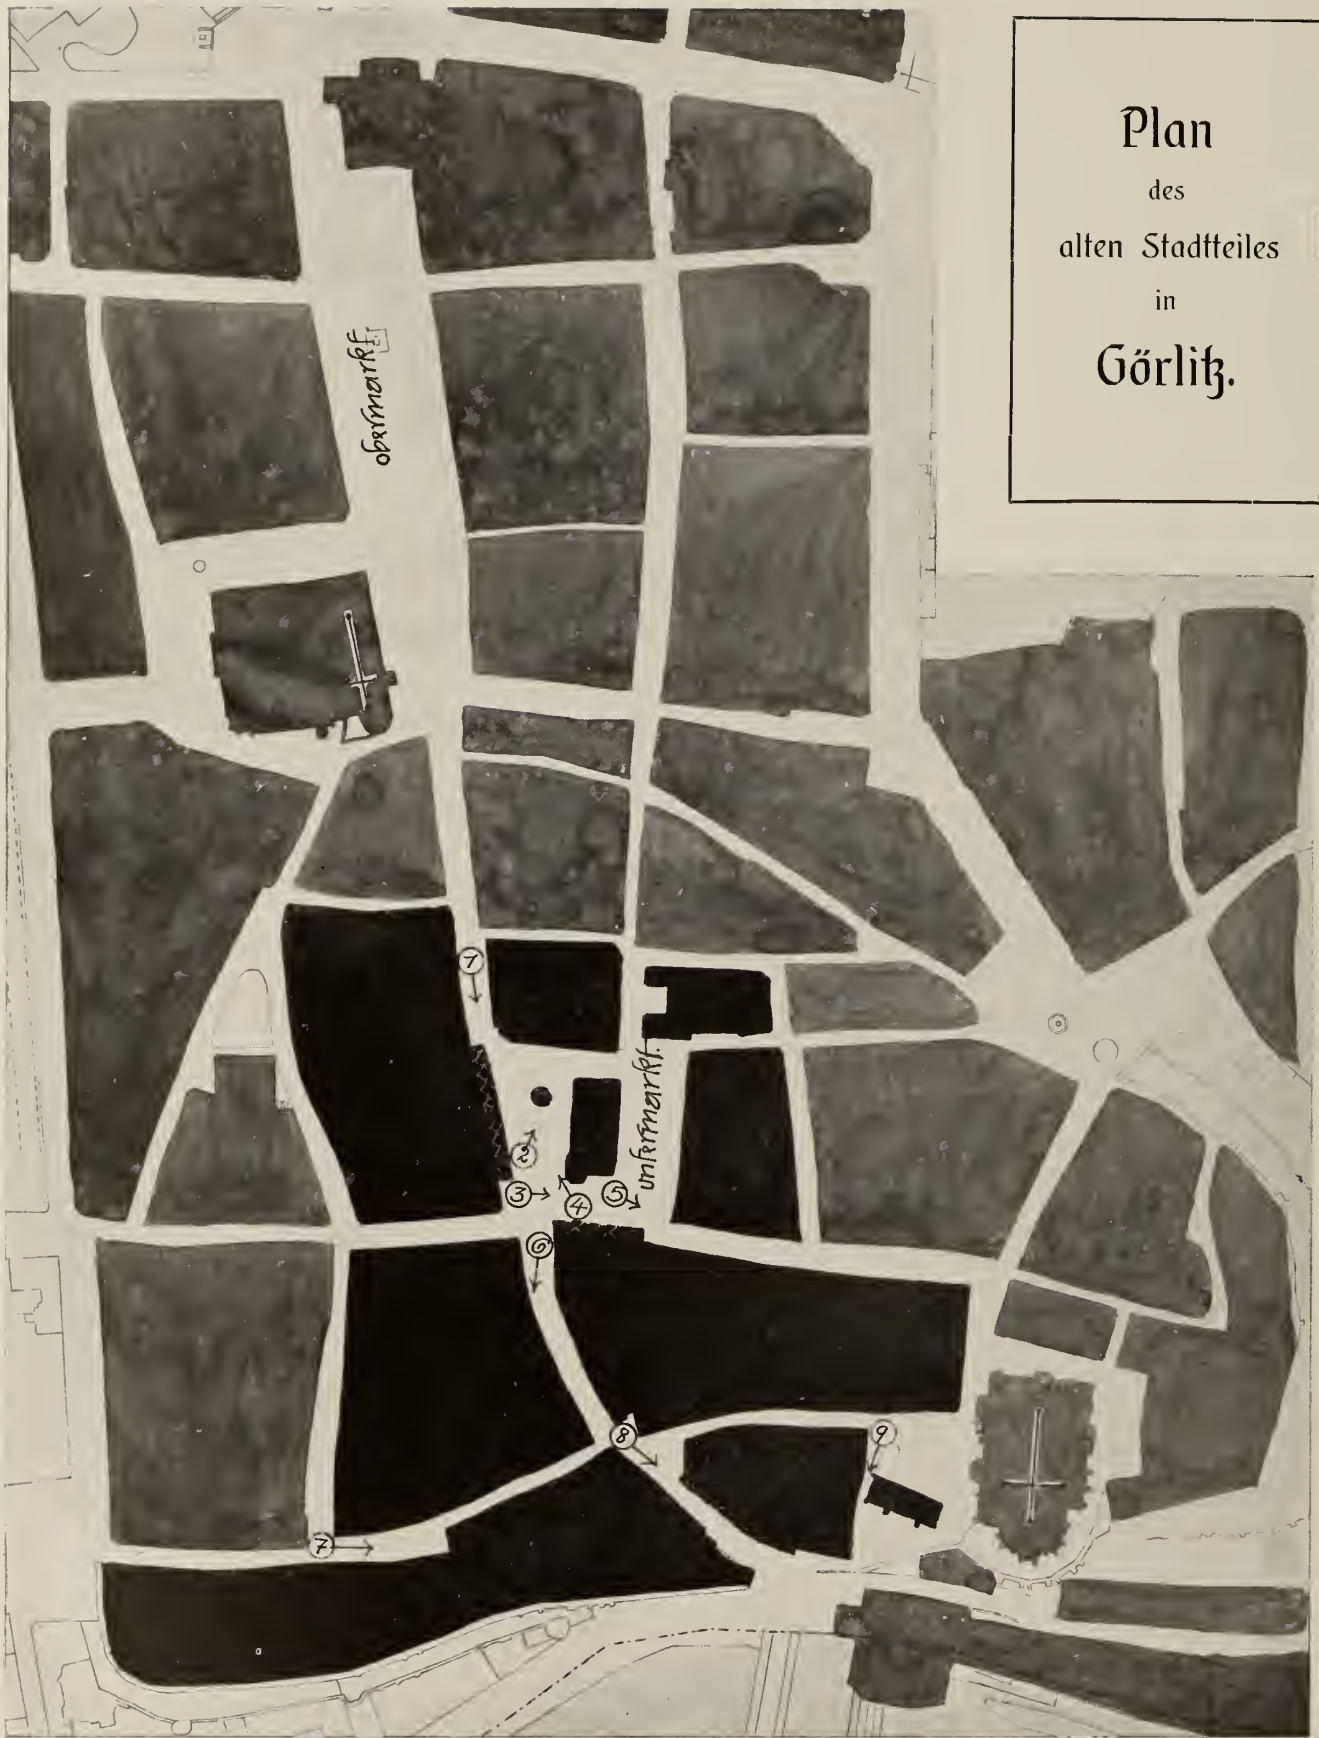 Plan
des
alten Stadtteiles
in
Görlitz.
obermarkt
1
untermarkt.
2
3
4
5
6
8
9
7